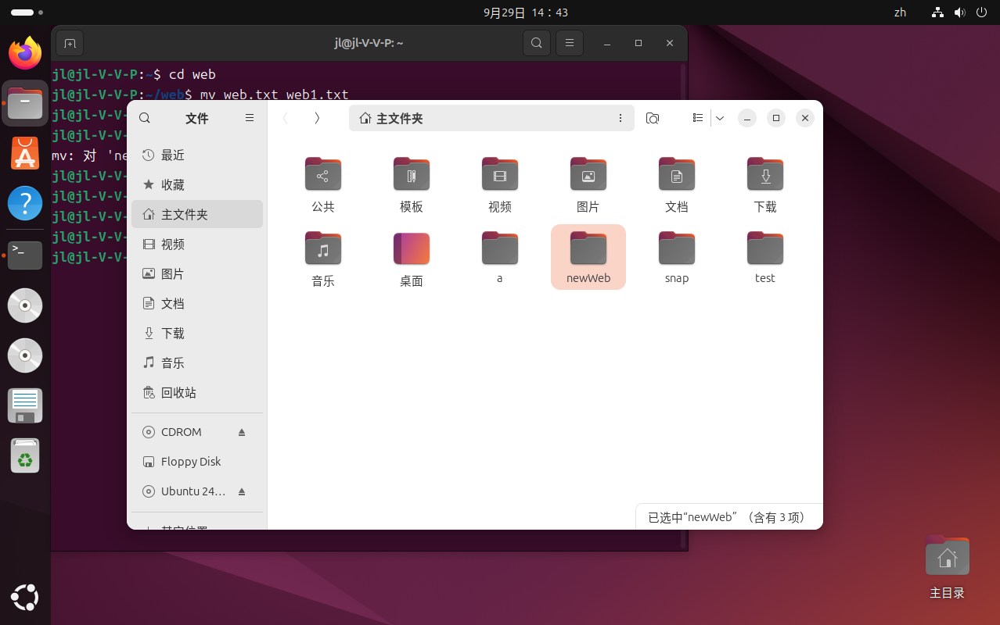 9月29日 14：43
zh
jl@jl-V-V-P: ~
jl@jl-V-V-P:~$ cd web
jl@jl-V-V-P:~/web$ mv web.txt web1.txt
jl@jl-V-V-
jl@jl-V-V-
mv: 对 'ne
jl@jl-V-V-
jl@jl-V-V-
jl@jl-V-V-
jl@jl-V-V-
jl@jl-V-V-
文件
主文件夹
最近
收藏
主文件夹
视频
图片
文档
下载
音乐
回收站
CDROM
Floppy Disk
Ubuntu 24…
其它位置
公共
模板
视频
图片
文档
下载
音乐
桌面
a
newWeb
snap
test
已选中“newWeb” （含有 3 项）
主目录